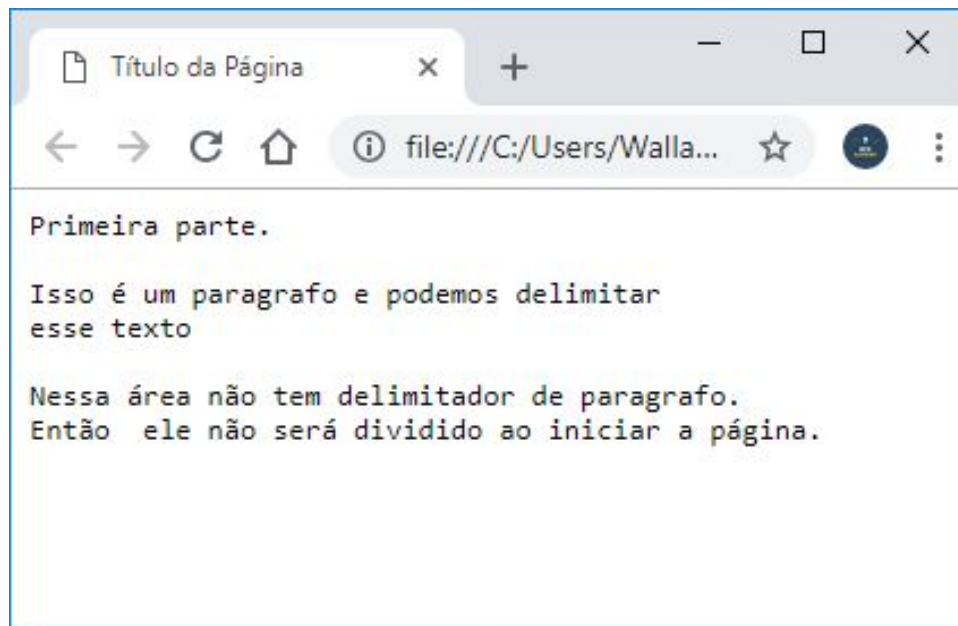 Título da Página
file:///C:/Users/Walla...
Primeira parte.
Isso é um paragrafo e podemos delimitar
esse texto
Nessa área não tem delimitador de paragrafo.
Então  ele não será dividido ao iniciar a página.